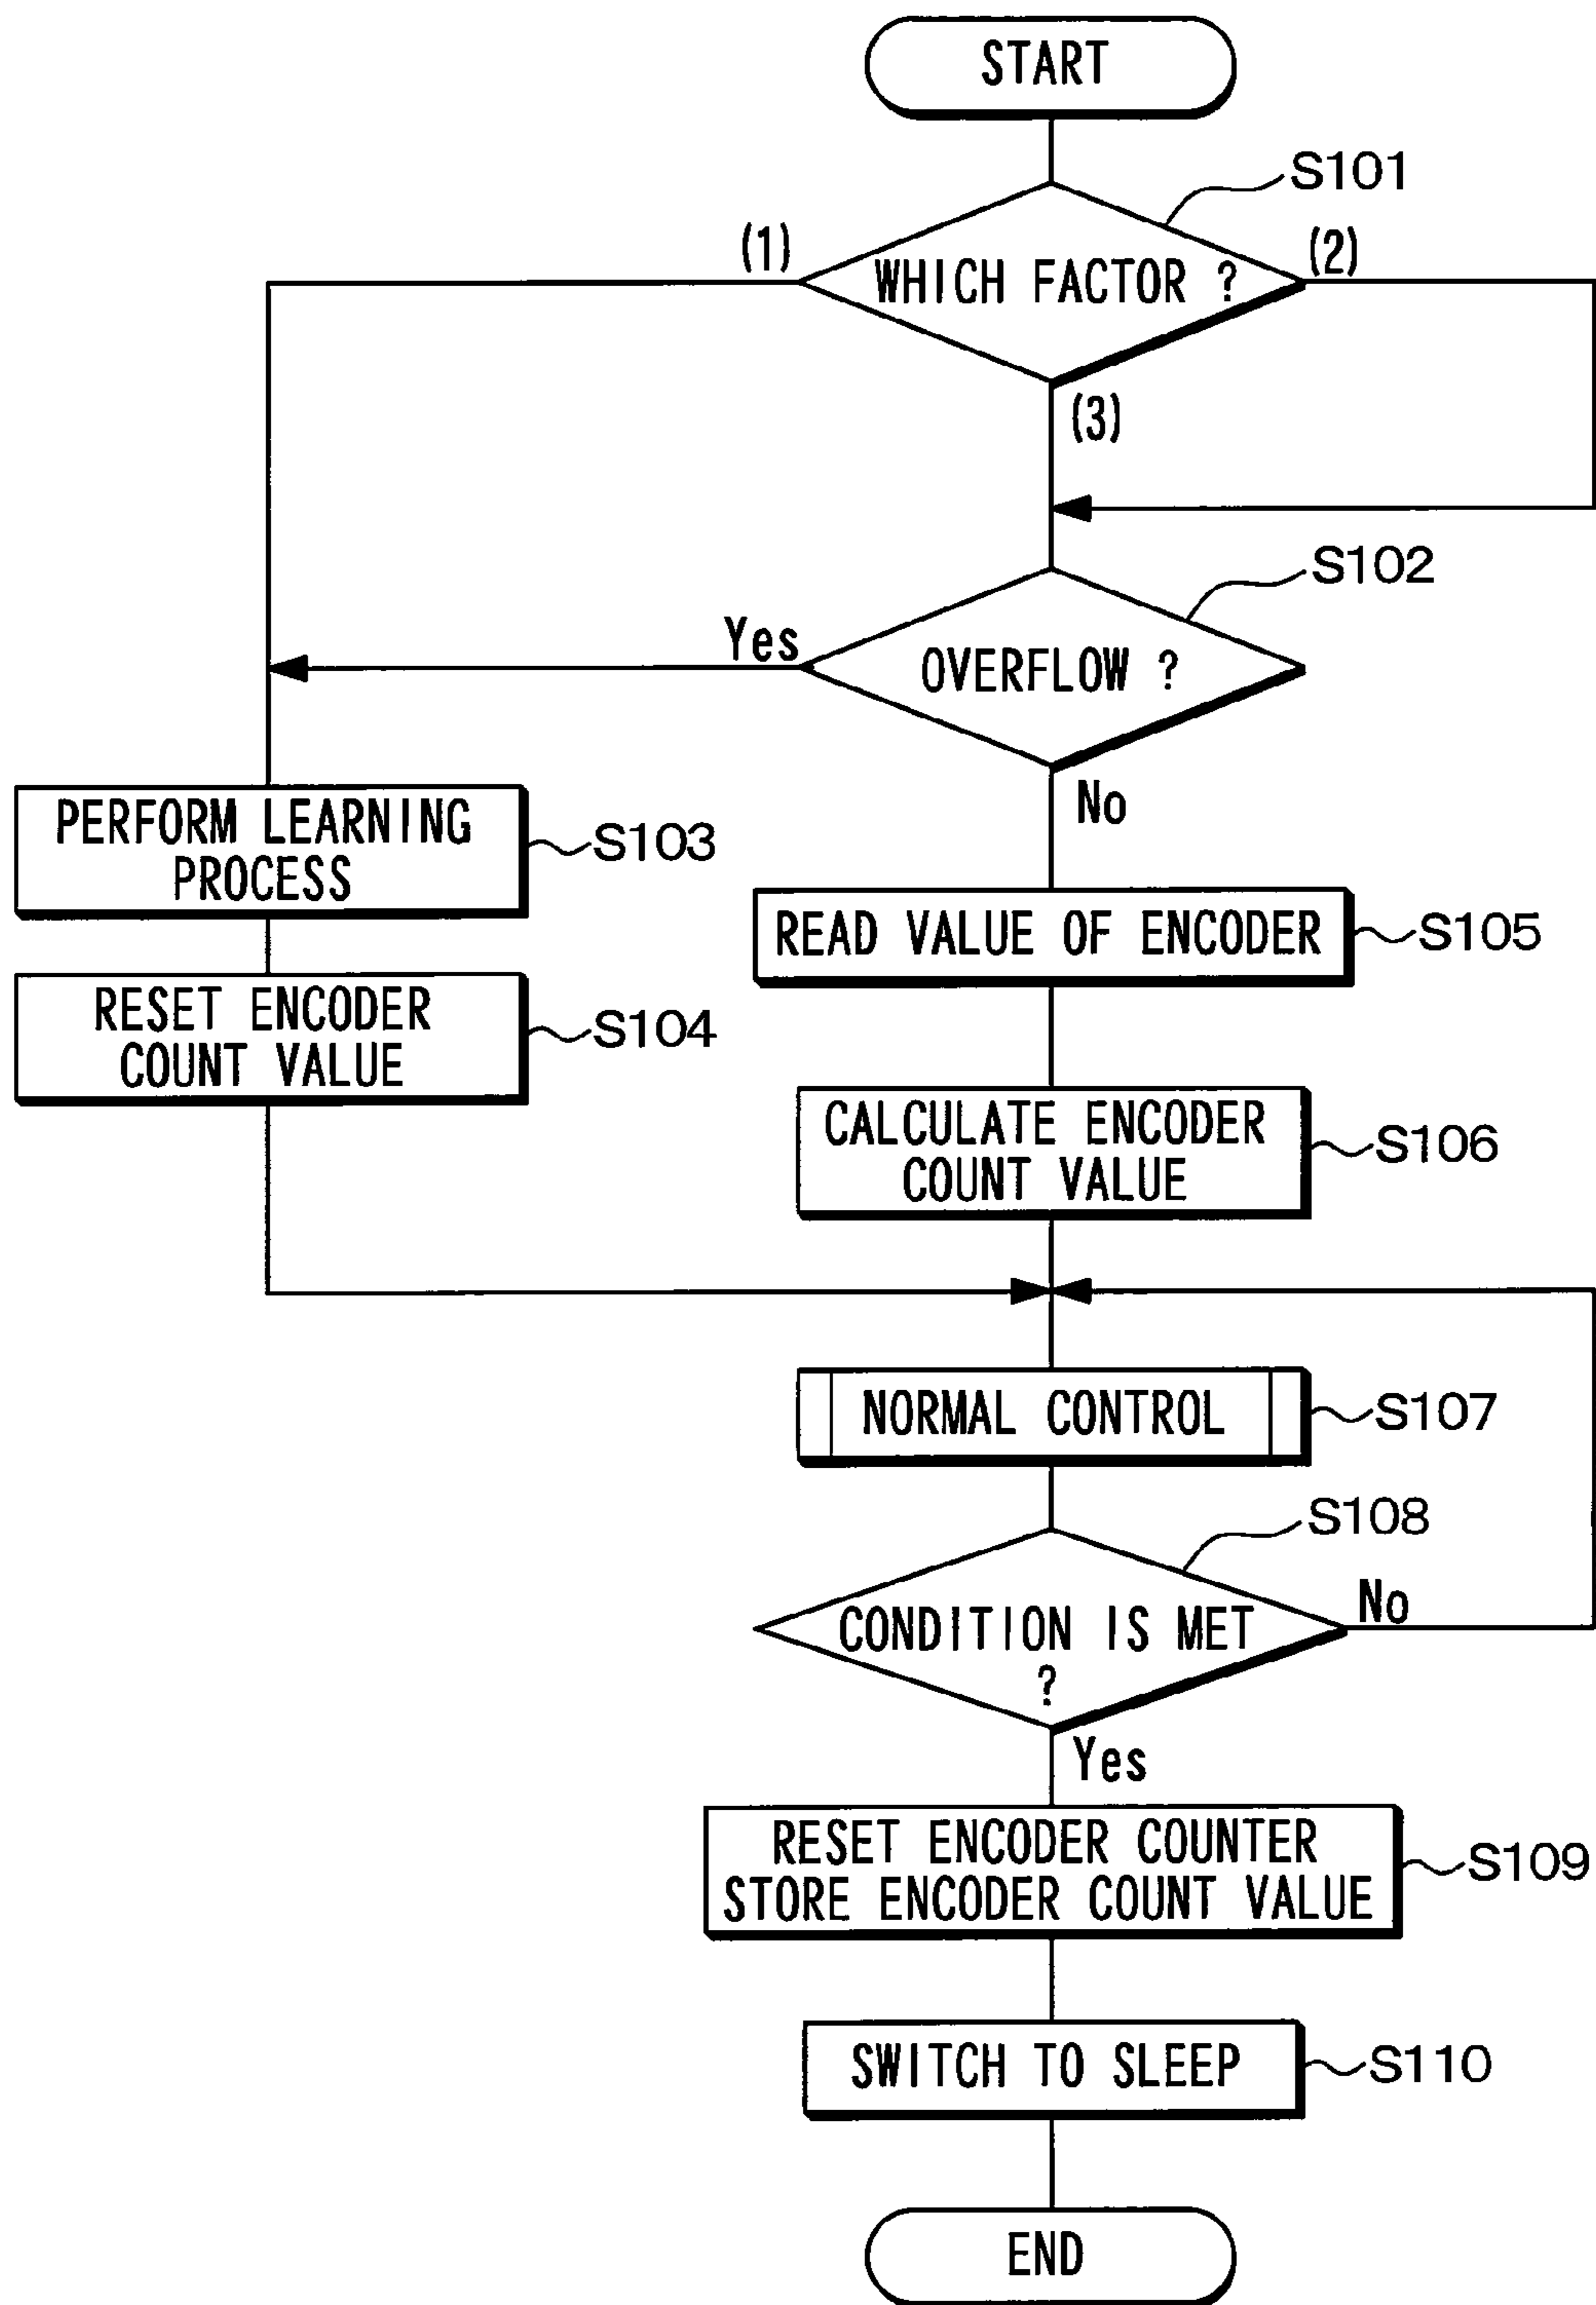 START
S101
(1)
WHICH FACTOR ?
(2)
(3)
S102
Yes
OVERFLOW ?
No
PERFORM LEARNING
PROCESS
S103
READ VALUE OF ENCODER
S105
RESET ENCODER
COUNT VALUE
S104
CALCULATE ENCODER
COUNT VALUE
S106
NORMAL CONTROL
S107
S108
CONDITION IS MET
?
No
Yes
RESET ENCODER COUNTER
STORE ENCODER COUNT VALUE
S109
SWITCH TO SLEEP
S110
END